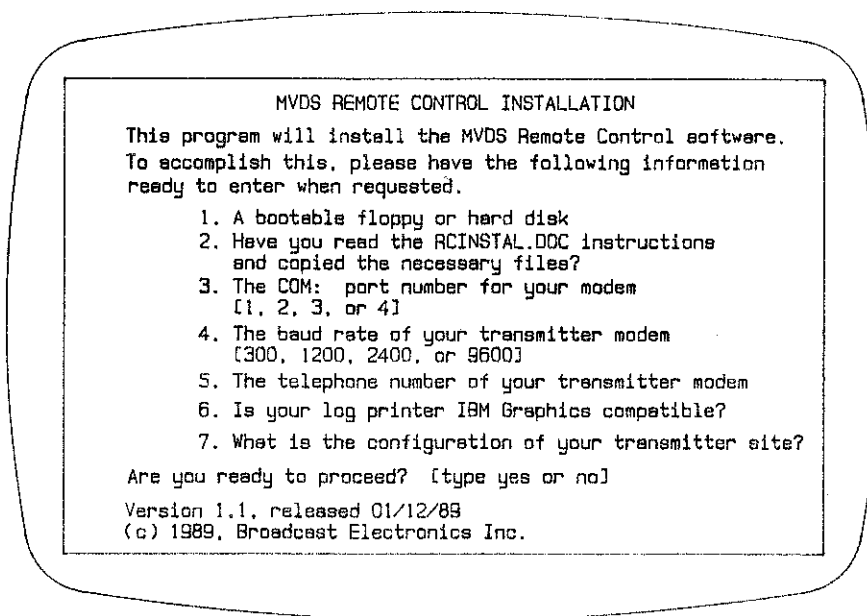 MVDS REMOTE CONTROL INSTALLATION
This program will install the MVDS Remote Control software.
To accomplish this, please have the following information
ready to enter when requested.
1. A bootable floppy or hard disk
2. Have you read the RCINSTAL.DOC instructions
and copied the necessary files?
3. The COM: port number for your modem
[1, 2, 3, or 4]
4. The baud rate of your transmitter modem
[300, 1200, 2400, or 9600]
5. The telephone number of your transmitter modem
6. Is your log printer IBM Graphics compatible?
7. What is the configuration of your transmitter site?
Are you ready to proceed? [type yes or no]
Version 1.1, released 01/12/89
(c) 1989, Broadcast Electronics Inc.